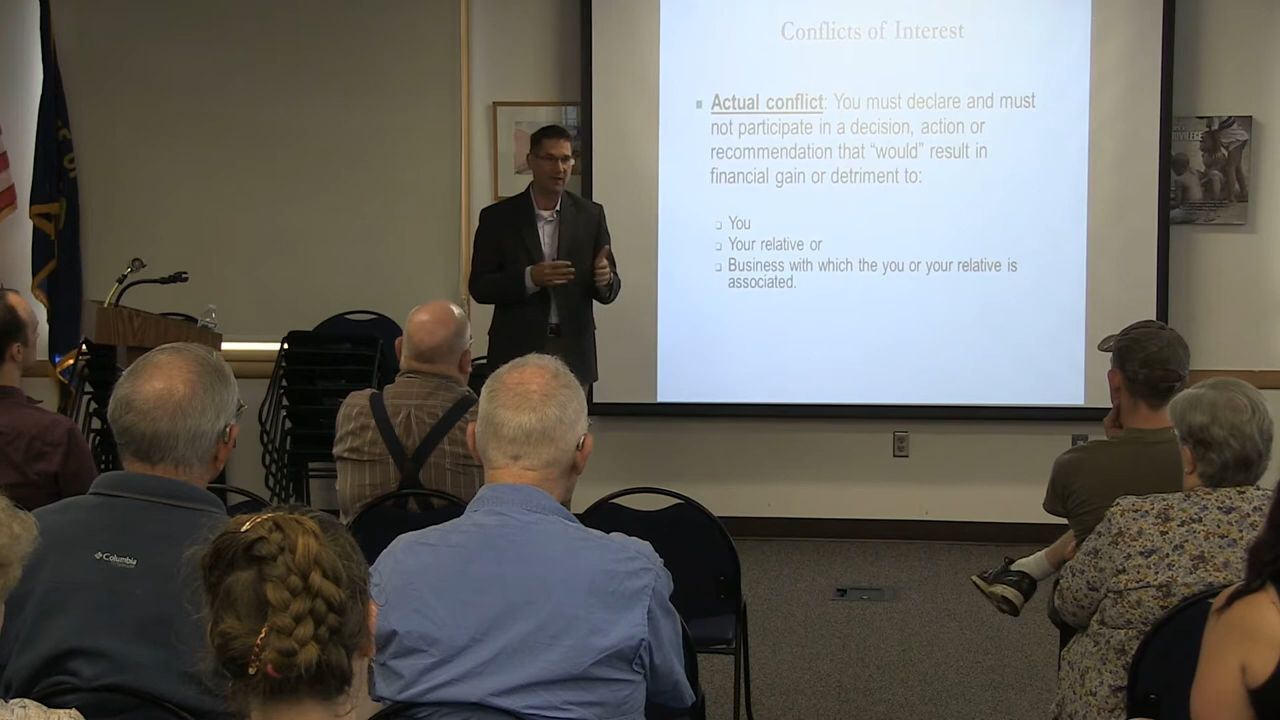 Conflicts of Interest
Actual conflict: You must declare and must
not participate in a decision, action or
recommendation that “would” result in
financial gain or detriment to:
You
Your relative or
Business with which the you or your relative is
associated.
PRIVILEGE
Columbia